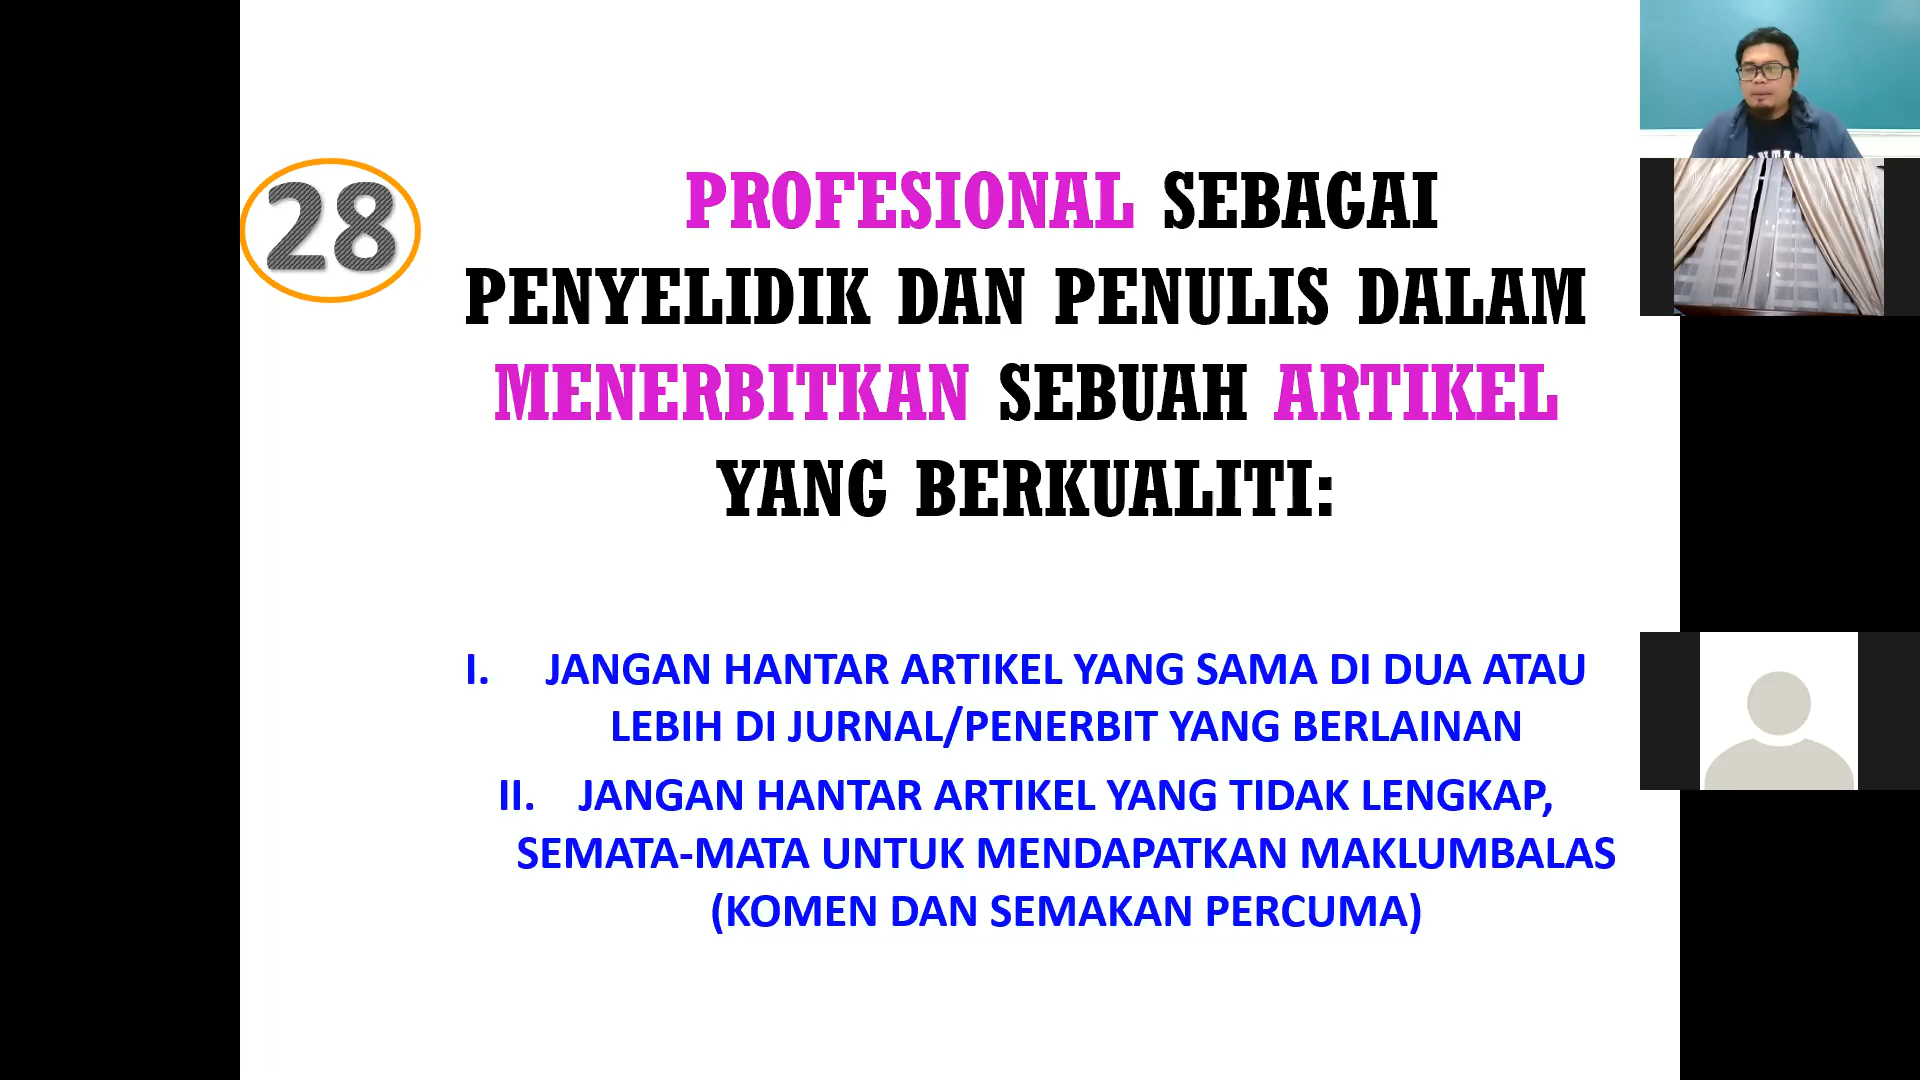 28
PROFESIONAL SEBAGAI
PENYELIDIK DAN PENULIS DALAM
MENERBITKAN SEBUAH ARTIKEL
YANG BERKUALITI:
I. JANGAN HANTAR ARTIKEL YANG SAMA DI DUA ATAU
LEBIH DI JURNAL/PENERBIT YANG BERLAINAN
II. JANGAN HANTAR ARTIKEL YANG TIDAK LENGKAP,
SEMATA-MATA UNTUK MENDAPATKAN MAKLUMBALAS
(KOMEN DAN SEMAKAN PERCUMA)